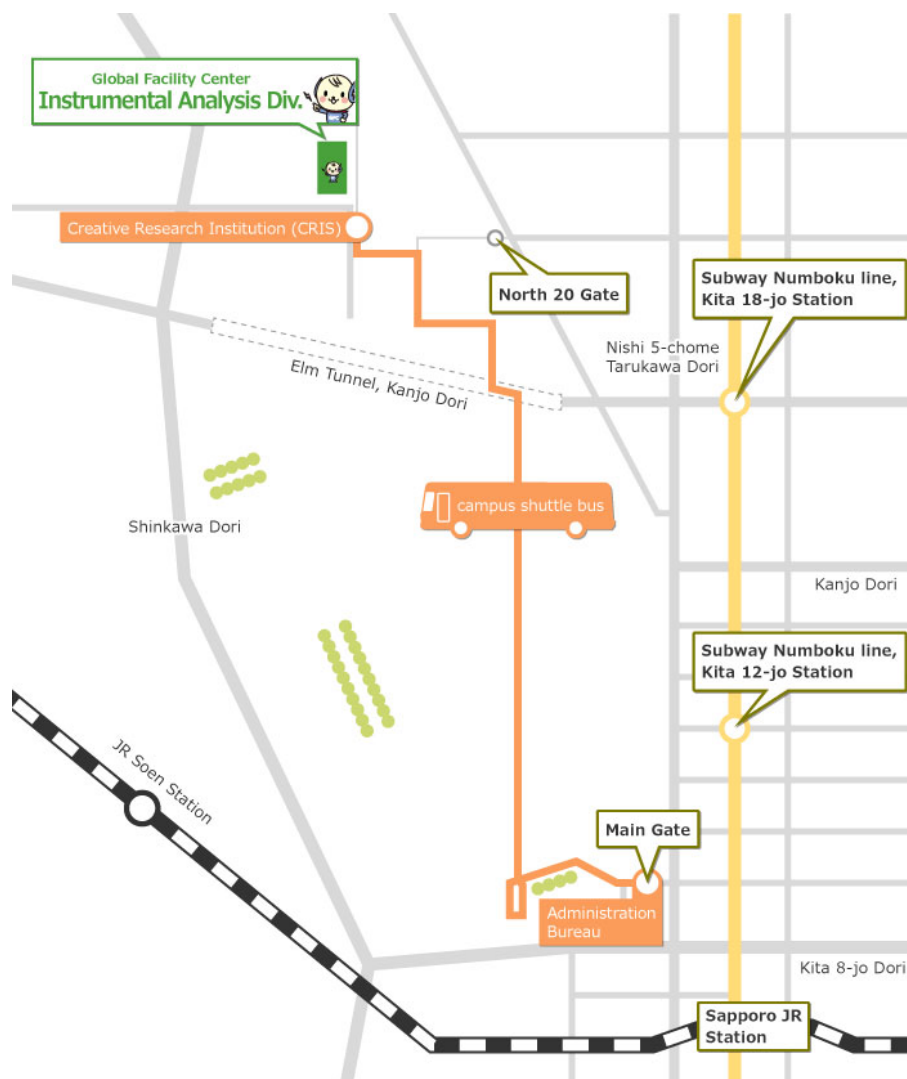 Global Facility Center
Instrumental Analysis Div.
Creative Research Institution (CRIS)
North 20 Gate
Subway Numboku line,
Kita 18-jo Station
Nishi 5-chome
Tarukawa Dori
Elm Tunnel, Kanjo Dori
campus shuttle bus
Shinkawa Dori
Kanjo Dori
Subway Numboku line,
Kita 12-jo Station
JR Soen Station
Main Gate
Administration
Bureau
Kita 8-jo Dori
Sapporo JR
Station